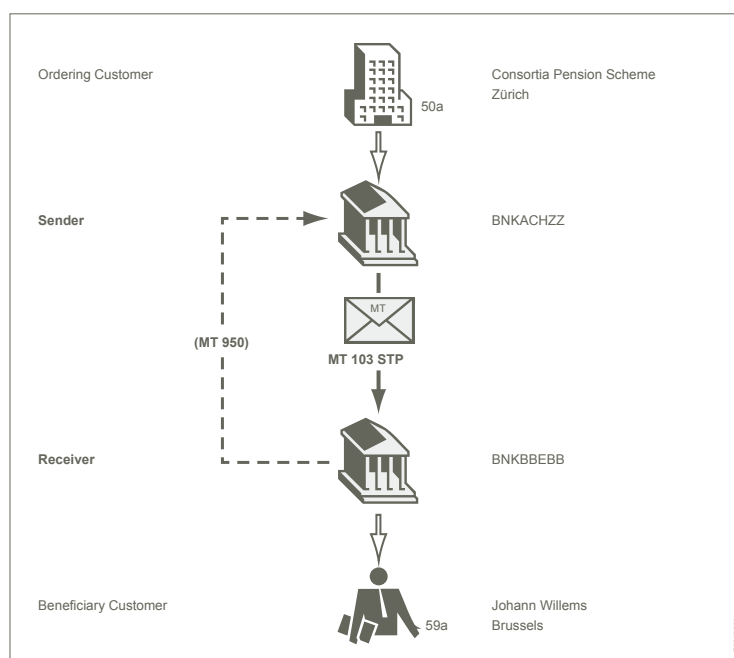 Ordering Customer
50a
Consortia Pension Scheme
Zürich
Sender
BNKACHZZ
MT
(MT 950)
MT 103 STP
Receiver
BNKBBEBB
Beneficiary Customer
59a
Johann Willems
Brussels